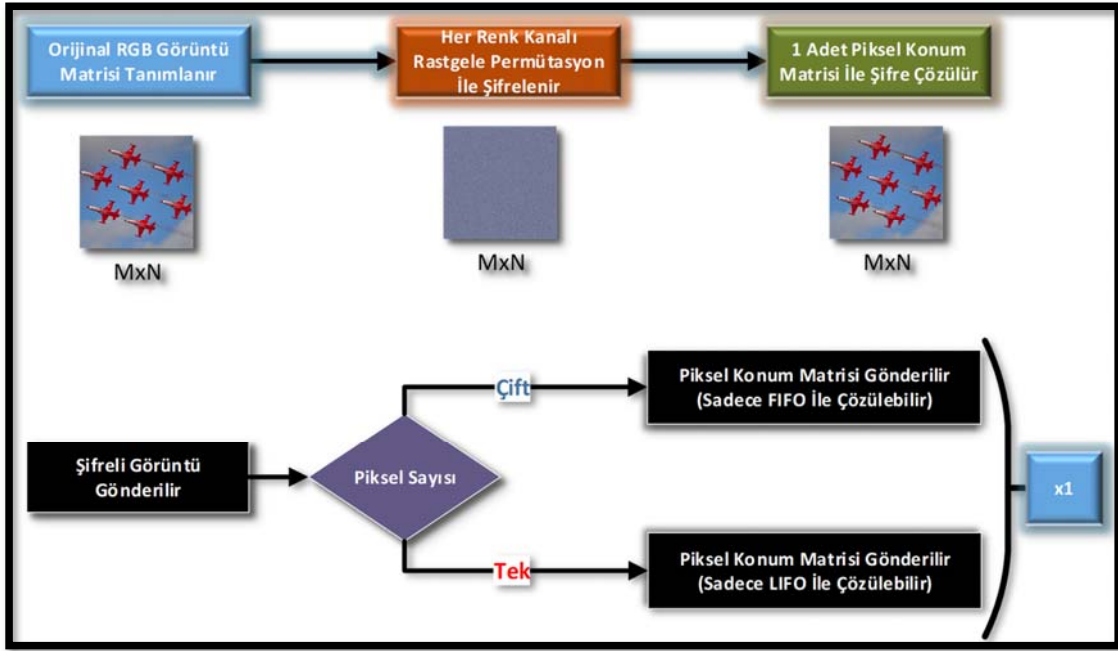 Orijinal RGB Görüntü
Matrisi Tanımlanır
Her Renk Kanalı
Rastgele Permütasyon
İle Şifrelenir
1 Adet Piksel Konum
Matrisi İle Şifre Çözülür
MxN
MxN
MxN
Şifreli Görüntü
Gönderilir
Piksel Sayısı
Çift
Piksel Konum Matrisi Gönderilir
(Sadece FIFO İle Çözülebilir)
Tek
Piksel Konum Matrisi Gönderilir
(Sadece LIFO İle Çözülebilir)
x1